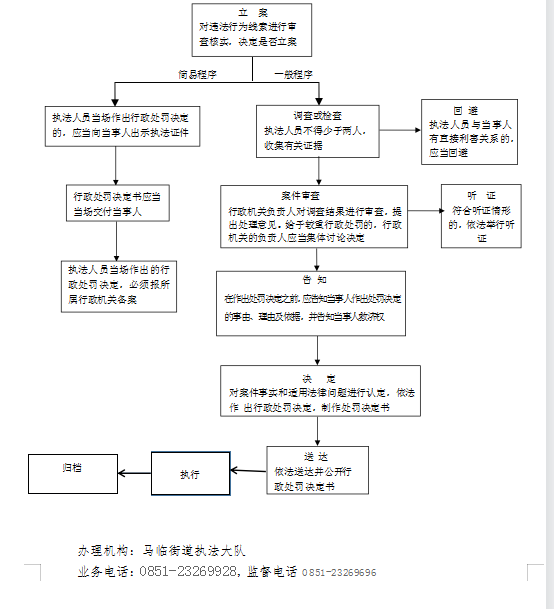 立 案
对违法行为线索进行审
查核实，决定是否立案
简易程序
一般程序
执法人员当场作出行政处罚决定
的，应当向当事人出示执法证件
调查或检查
执法人员不得少于两人，
收集有关证据
回 避
执法人员与当事人
有直接利害关系的，
应当回避
行政处罚决定书应当
当场交付当事人
案件审查
行政机关负责人对调查结果进行审查，提
出处理意见。给予较重行政处罚的，行政
机关的负责人应当集体讨论决定
听 证
符合听证情形
的，依法举行听
证
执法人员当场作出的行
政处罚决定，必须报所
属行政机关备案
告 知
在作出处罚决定之前，应告知当事人作出处罚决定
的事由、理由及依据，并告知当事人救济权
决 定
对案件事实和适用法律问题进行认定，依法
作 出行政处罚决定，制作处罚决定书
送 达
依法送达并公开行
政处罚决定书
执行
归档
办理机构：马临街道执法大队
业务电话：0851-23269928，监督电话 0851-23269696